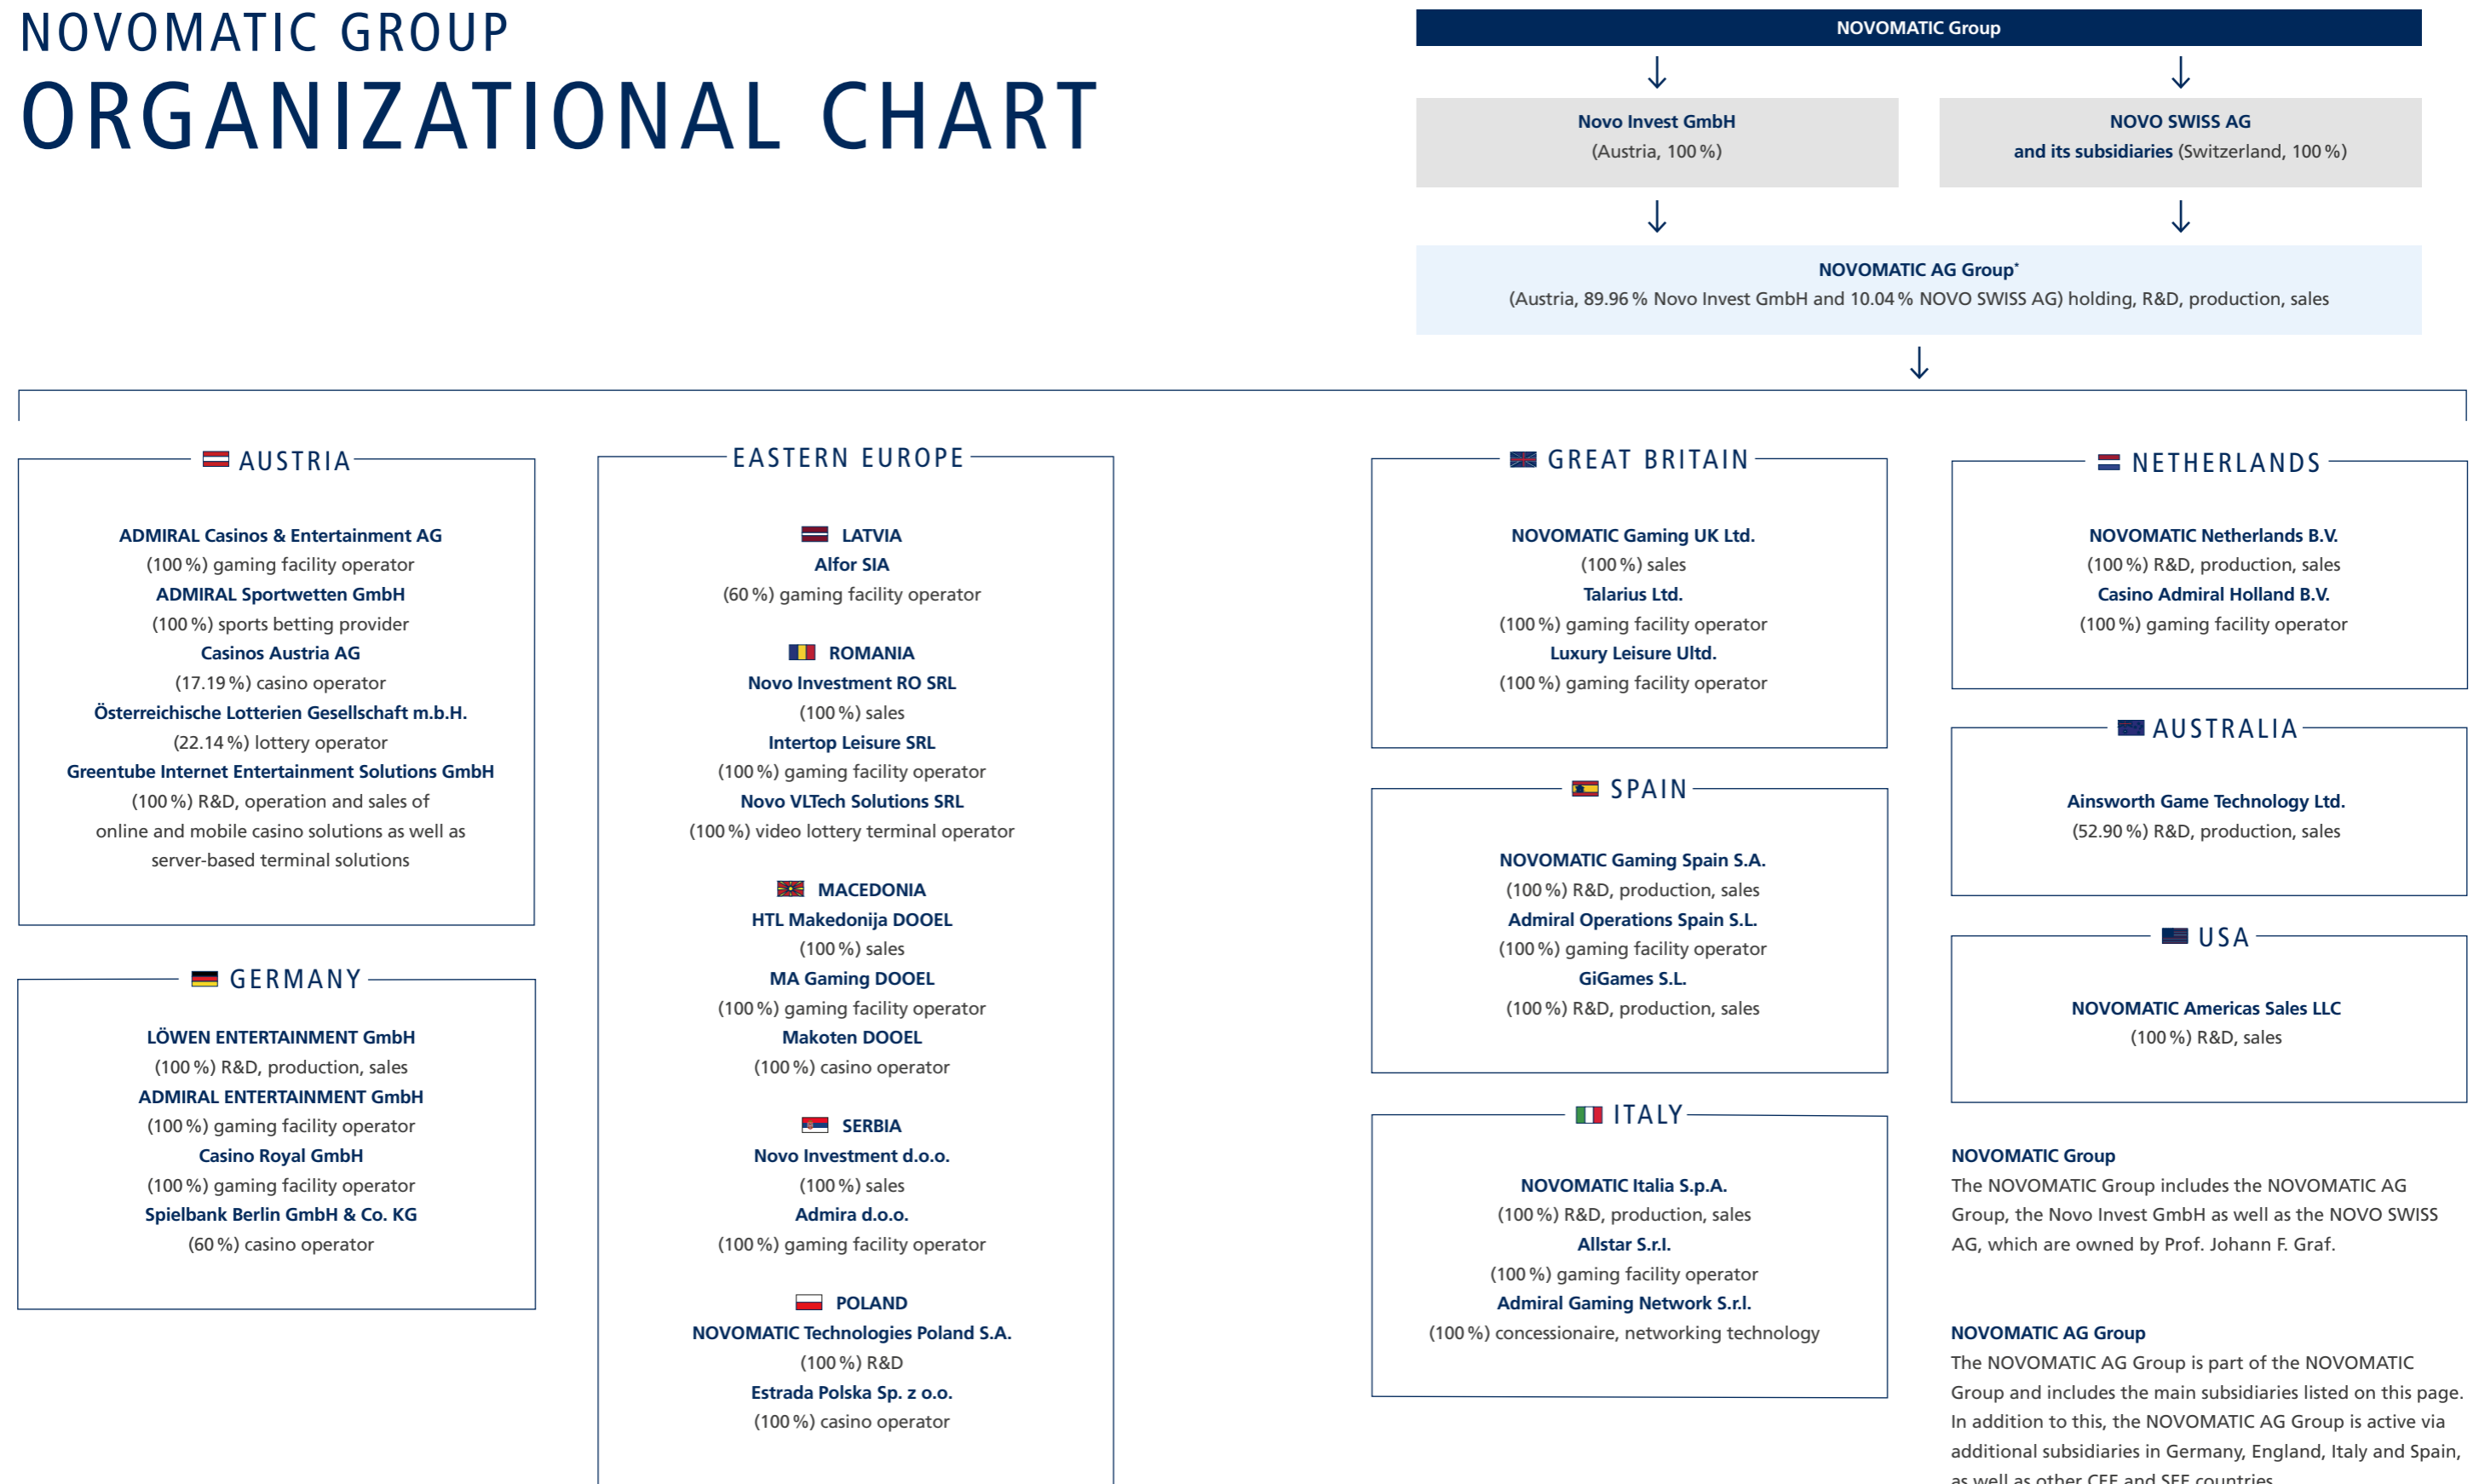 NOVOMATIC GROUP
ORGANIZATIONAL CHART
NOVOMATIC Group
Novo Invest GmbH
(Austria, 100 %)
NOVO SWISS AG
and its subsidiaries (Switzerland, 100 %)
NOVOMATIC AG Group*
(Austria, 89.96 % Novo Invest GmbH and 10.04 % NOVO SWISS AG) holding, R&D, production, sales
AUSTRIA
ADMIRAL Casinos & Entertainment AG
(100 %) gaming facility operator
ADMIRAL Sportwetten GmbH
(100 %) sports betting provider
Casinos Austria AG
(17.19 %) casino operator
Österreichische Lotterien Gesellschaft m.b.H.
(22.14 %) lottery operator
Greentube Internet Entertainment Solutions GmbH
(100 %) R&D, operation and sales of
online and mobile casino solutions as well as
server-based terminal solutions
GERMANY
LÖWEN ENTERTAINMENT GmbH
(100 %) R&D, production, sales
ADMIRAL ENTERTAINMENT GmbH
(100 %) gaming facility operator
Casino Royal GmbH
(100 %) gaming facility operator
Spielbank Berlin GmbH & Co. KG
(60 %) casino operator
EASTERN EUROPE
LATVIA
Alfor SIA
(60 %) gaming facility operator
ROMANIA
Novo Investment RO SRL
(100 %) sales
Intertop Leisure SRL
(100 %) gaming facility operator
Novo VLTech Solutions SRL
(100 %) video lottery terminal operator
MACEDONIA
HTL Makedonija DOOEL
(100 %) sales
MA Gaming DOOEL
(100 %) gaming facility operator
Makoten DOOEL
(100 %) casino operator
SERBIA
Novo Investment d.o.o.
(100 %) sales
Admira d.o.o.
(100 %) gaming facility operator
POLAND
NOVOMATIC Technologies Poland S.A.
(100 %) R&D
Estrada Polska Sp. z o.o.
(100 %) casino operator
GREAT BRITAIN
NOVOMATIC Gaming UK Ltd.
(100 %) sales
Talarius Ltd.
(100 %) gaming facility operator
Luxury Leisure Ultd.
(100 %) gaming facility operator
SPAIN
NOVOMATIC Gaming Spain S.A.
(100 %) R&D, production, sales
Admiral Operations Spain S.L.
(100 %) gaming facility operator
GiGames S.L.
(100 %) R&D, production, sales
ITALY
NOVOMATIC Italia S.p.A.
(100 %) R&D, production, sales
Allstar S.r.l.
(100 %) gaming facility operator
Admiral Gaming Network S.r.l.
(100 %) concessionaire, networking technology
NETHERLANDS
NOVOMATIC Netherlands B.V.
(100 %) R&D, production, sales
Casino Admiral Holland B.V.
(100 %) gaming facility operator
AUSTRALIA
Ainsworth Game Technology Ltd.
(52.90 %) R&D, production, sales
USA
NOVOMATIC Americas Sales LLC
(100 %) R&D, sales
NOVOMATIC Group
The NOVOMATIC Group includes the NOVOMATIC AG
Group, the Novo Invest GmbH as well as the NOVO SWISS
AG, which are owned by Prof. Johann F. Graf.
NOVOMATIC AG Group
The NOVOMATIC AG Group is part of the NOVOMATIC
Group and includes the main subsidiaries listed on this page.
In addition to this, the NOVOMATIC AG Group is active via
additional subsidiaries in Germany, England, Italy and Spain,
as well as other CEE and SEE countries.